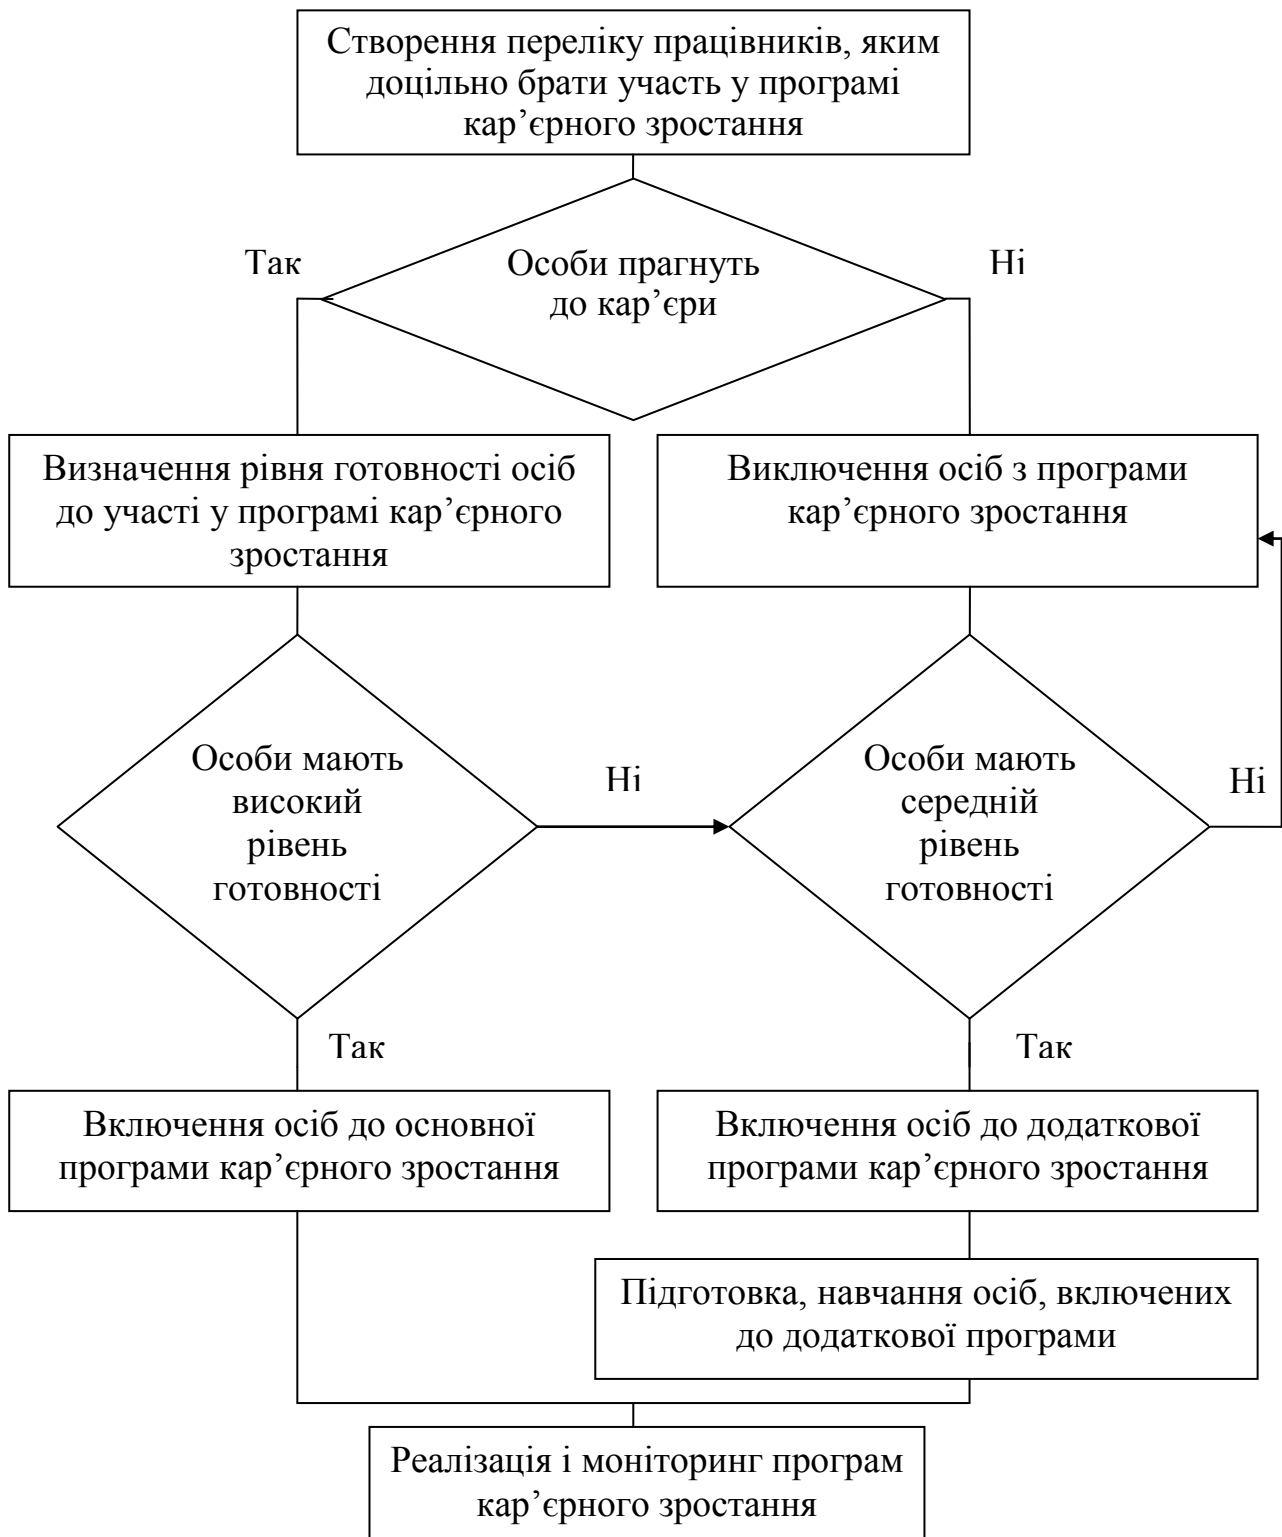 Створення переліку працівників, яким
доцільно брати участь у програмі
кар’єрного зростання
Так
Особи прагнуть
до кар’єри
Ні
Визначення рівня готовності осіб
до участі у програмі кар’єрного
зростання
Виключення осіб з програми
кар’єрного зростання
Особи мають
високий
рівень
готовності
Ні
Особи мають
середній
рівень
готовності
Ні
Так
Так
Включення осіб до основної
програми кар’єрного зростання
Включення осіб до додаткової
програми кар’єрного зростання
Підготовка, навчання осіб, включених
до додаткової програми
Реалізація і моніторинг програм
кар’єрного зростання